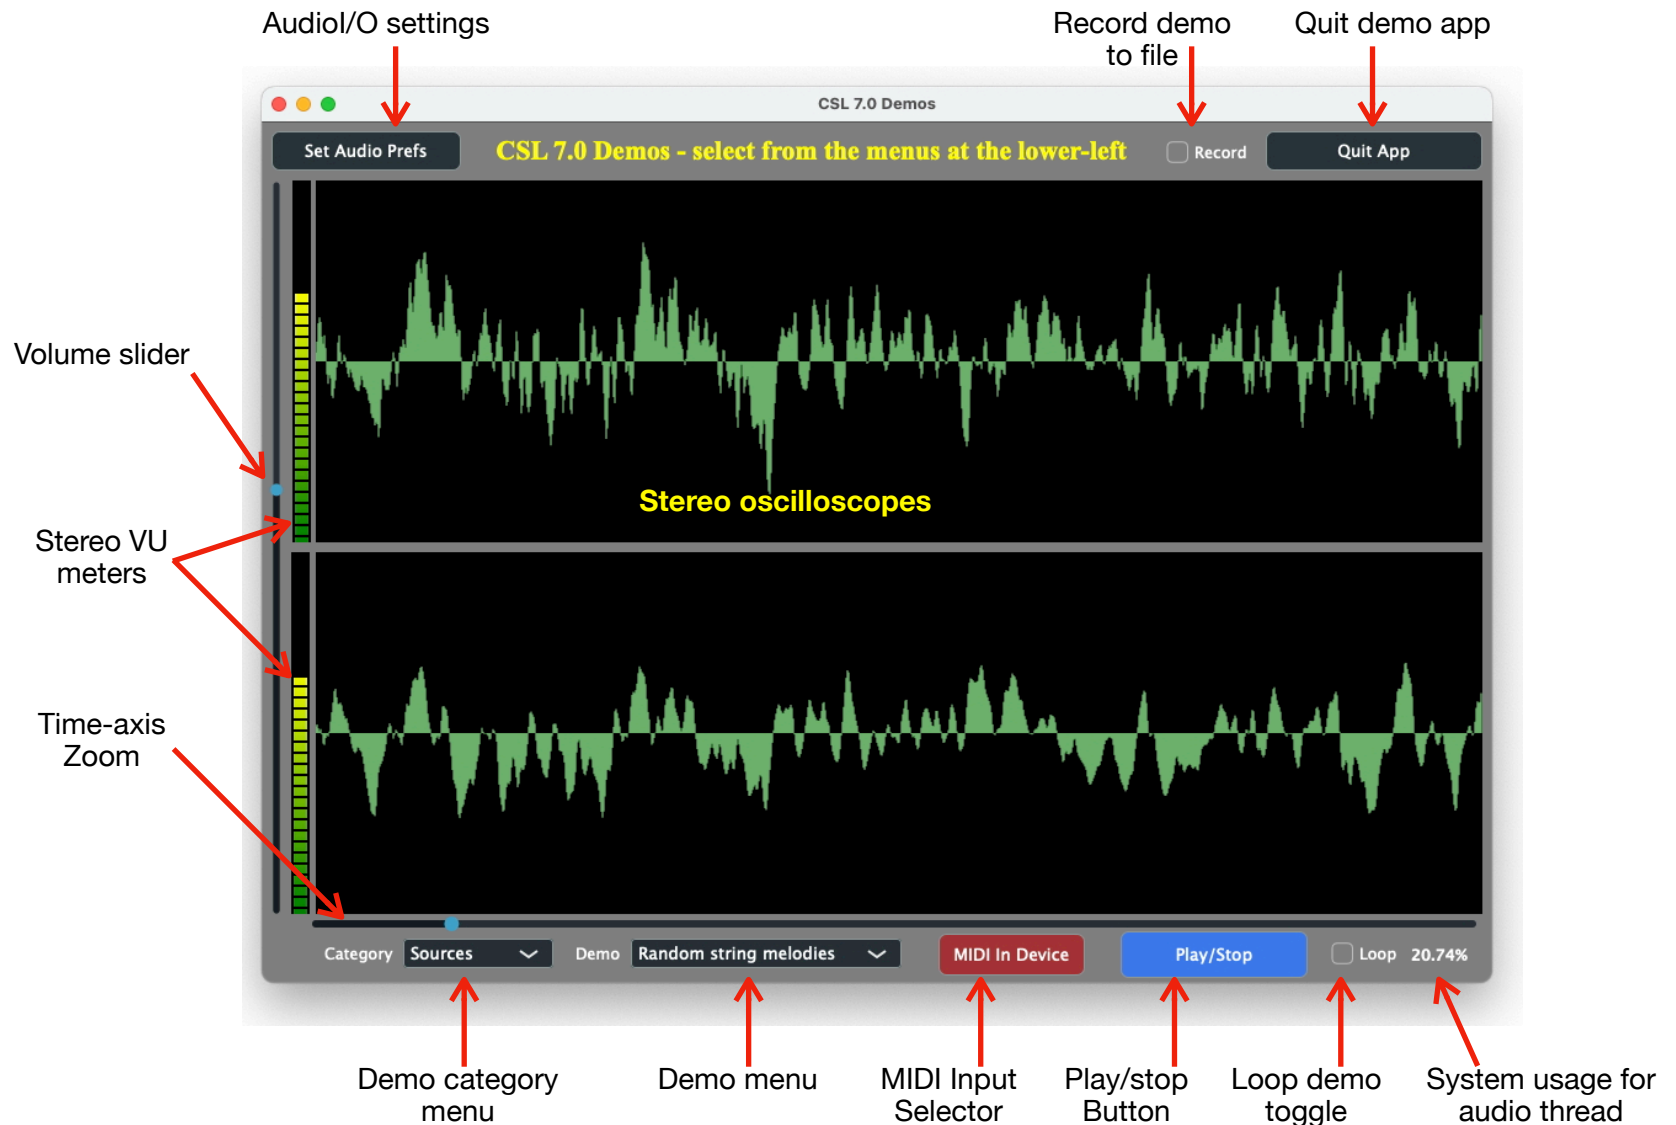 AudioI/O settings
Record demo
to file
Quit demo app
CSL 7.0 Demos
Set Audio Prefs
CSL 7.0 Demos - select from the menus at the lower-left
Record
Quit App
Volume slider
Stereo oscilloscopes
Stereo VU
meters
Time-axis
Zoom
Category
Sources
Demo
Random string melodies
MIDI In Device
Play/Stop
Loop
20.74%
Demo category
menu
Demo menu
MIDI Input
Selector
Play/stop
Button
Loop demo
toggle
System usage for
audio thread